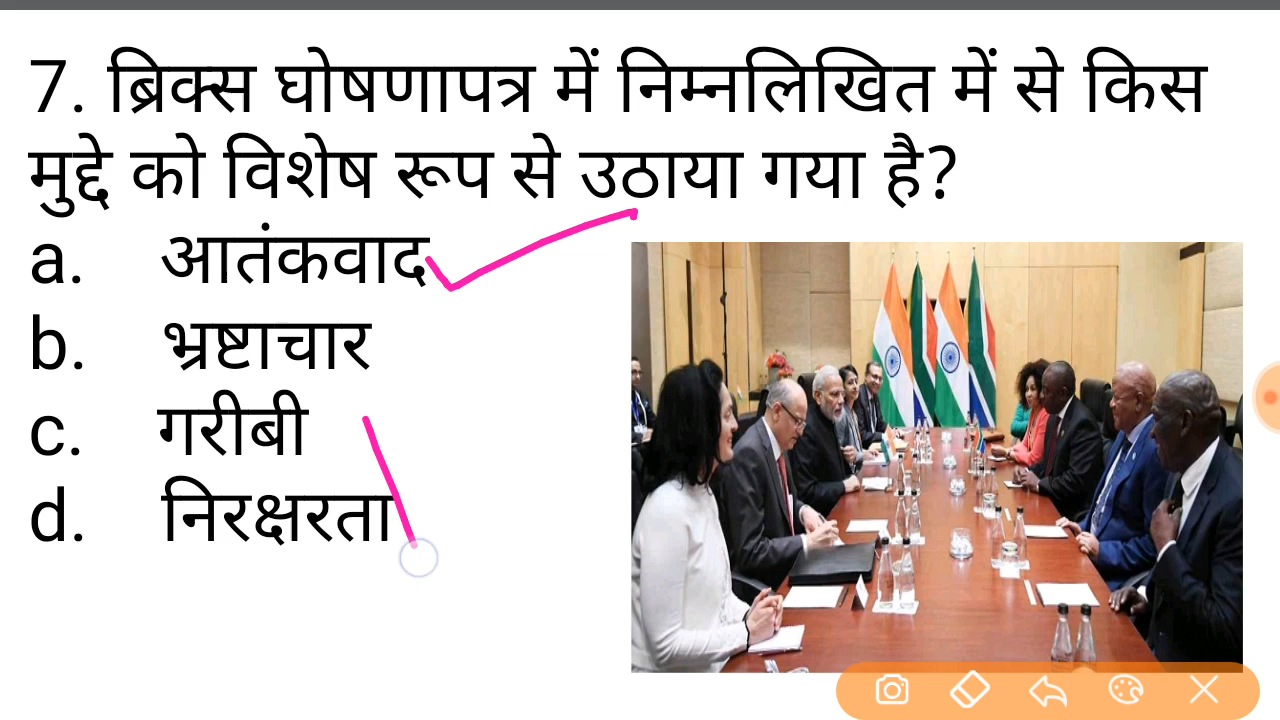 7. ब्रिक्स घोषणापत्र में निम्नलिखित में से किस
मुद्दे को विशेष रूप से उठाया गया है?
a. आतंकवाद
b. भ्रष्टाचार
c. गरीबी
d. निरक्षरता